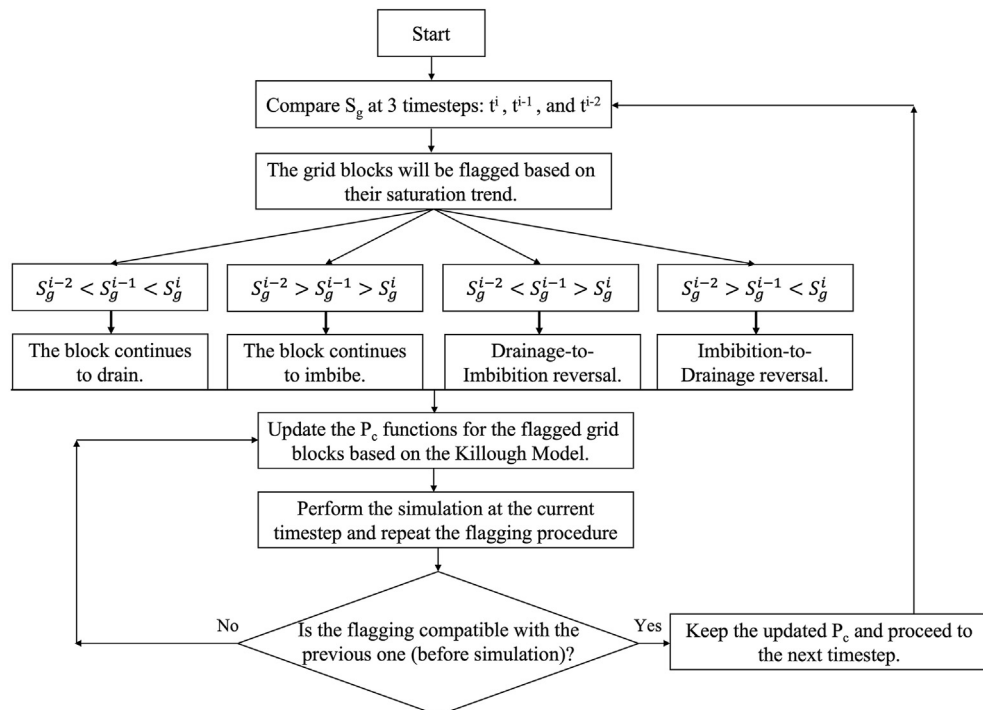 Start
Compare S_g at 3 timesteps: t^i, t^{i-1}, and t^{i-2}
The grid blocks will be flagged based on
their saturation trend.
S_g^{i-2} < S_g^{i-1} < S_g^i
S_g^{i-2} > S_g^{i-1} > S_g^i
S_g^{i-2} < S_g^{i-1} > S_g^i
S_g^{i-2} > S_g^{i-1} < S_g^i
The block continues
to drain.
The block continues
to imbibe.
Drainage-to-
Imbibition reversal.
Imbibition-to-
Drainage reversal.
Update the P_c functions for the flagged grid
blocks based on the Killough Model.
Perform the simulation at the current
timestep and repeat the flagging procedure
No
Is the flagging compatible with the
previous one (before simulation)?
Yes
Keep the updated P_c and proceed to
the next timestep.